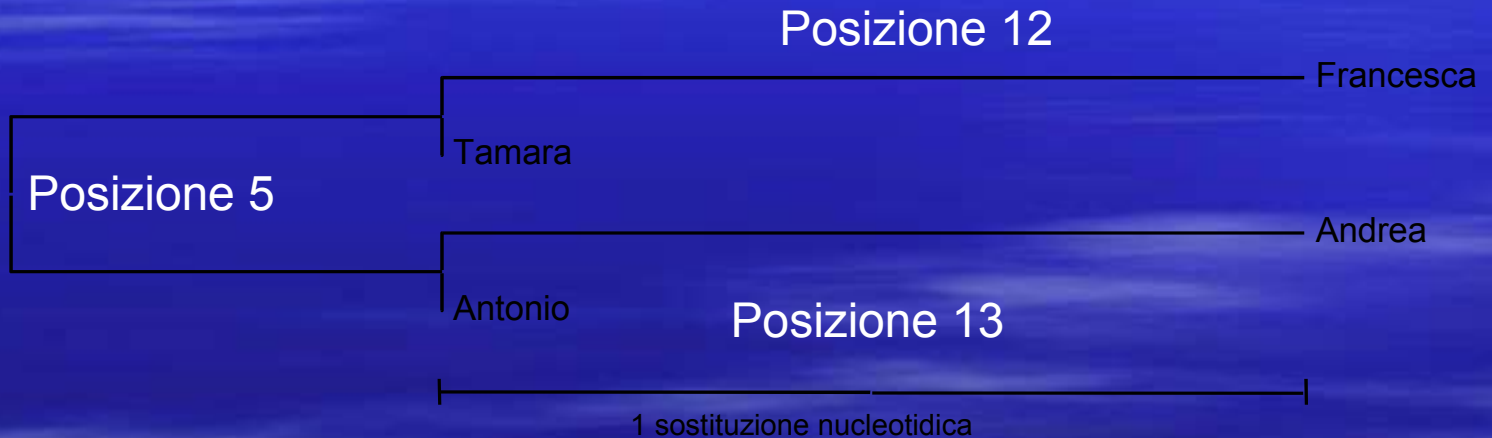 Posizione 12
Francesca
Tamara
Posizione 5
Andrea
Antonio
Posizione 13
1 sostituzione nucleotidica